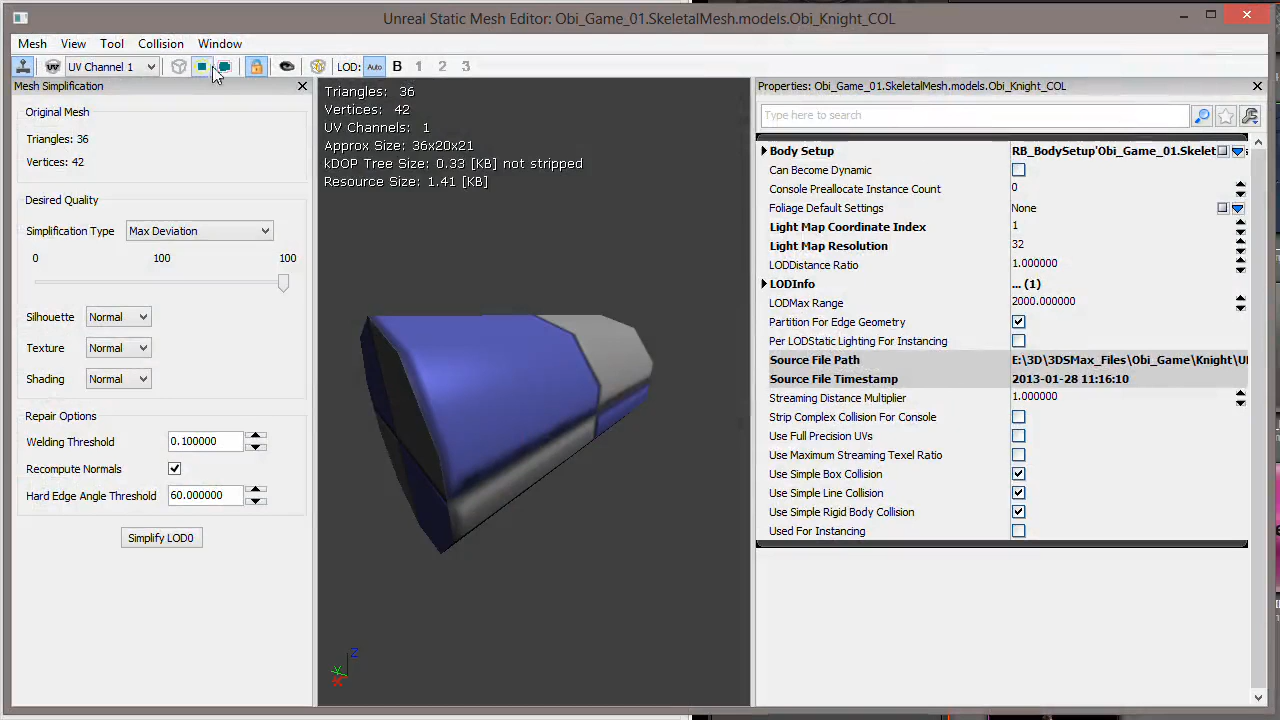 Unreal Static Mesh Editor: Obi_Game_01.SkeletalMesh.models.Obi_Knight_COL
Mesh View Tool Collision Window
UV UV Channel 1 LOD: Auto B 1 2 3
Mesh Simplification
Original Mesh
Triangles: 36
Vertices: 42
Desired Quality
Simplification Type Max Deviation
0 100 100
Silhouette Normal
Texture Normal
Shading Normal
Repair Options
Welding Threshold 0.100000
Recompute Normals
Hard Edge Angle Threshold 60.000000
Simplify LOD0
Triangles: 36
Vertices: 42
UV Channels: 1
Approx Size: 36x20x21
kDOP Tree Size: 0.33 [KB] not stripped
Resource Size: 1.41 [KB]
Z
Y
X
Properties: Obi_Game_01.SkeletalMesh.models.Obi_Knight_COL
Type here to search
Body Setup RB_BodySetup'Obi_Game_01.Skelet
Can Become Dynamic
Console Preallocate Instance Count 0
Foliage Default Settings None
Light Map Coordinate Index 1
Light Map Resolution 32
LODDistance Ratio 1.000000
LODInfo ... (1)
LODMax Range 2000.000000
Partition For Edge Geometry
Per LODStatic Lighting For Instancing
Source File Path E:\3D\3DSMax_Files\Obi_Game\Knight\U
Source File Timestamp 2013-01-28 11:16:10
Streaming Distance Multiplier 1.000000
Strip Complex Collision For Console
Use Full Precision UVs
Use Maximum Streaming Texel Ratio
Use Simple Box Collision
Use Simple Line Collision
Use Simple Rigid Body Collision
Used For Instancing